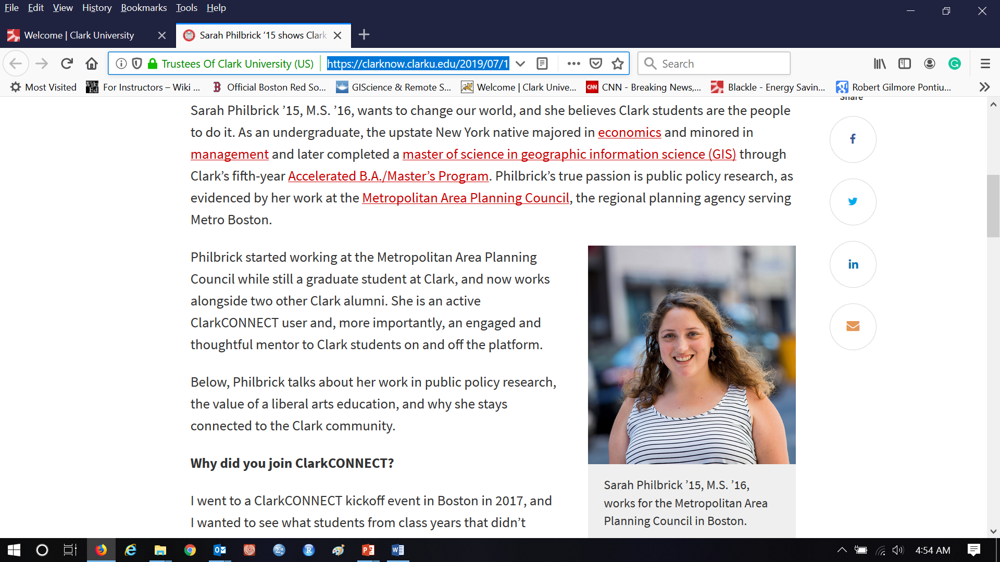 File Edit View History Bookmarks Tools Help
Welcome | Clark University
Sarah Philbrick ’15 shows Clark
Trustees Of Clark University (US)
https://clarknow.clarku.edu/2019/07/1
Search
Most Visited
For Instructors – Wiki ...
Official Boston Red So...
GIScience & Remote S...
Welcome | Clark Unive...
CNN - Breaking News,...
Blackle - Energy Savin...
Robert Gilmore Pontiu...
Share
Sarah Philbrick ’15, M.S. ’16, wants to change our world, and she believes Clark students are the people
to do it. As an undergraduate, the upstate New York native majored in economics and minored in
management and later completed a master of science in geographic information science (GIS) through
Clark’s fifth-year Accelerated B.A./Master’s Program. Philbrick’s true passion is public policy research, as
evidenced by her work at the Metropolitan Area Planning Council, the regional planning agency serving
Metro Boston.
Philbrick started working at the Metropolitan Area Planning
Council while still a graduate student at Clark, and now works
alongside two other Clark alumni. She is an active
ClarkCONNECT user and, more importantly, an engaged and
thoughtful mentor to Clark students on and off the platform.
Below, Philbrick talks about her work in public policy research,
the value of a liberal arts education, and why she stays
connected to the Clark community.
Why did you join ClarkCONNECT?
I went to a ClarkCONNECT kickoff event in Boston in 2017, and
I wanted to see what students from class years that didn’t
Sarah Philbrick ’15, M.S. ’16,
works for the Metropolitan Area
Planning Council in Boston.
4:54 AM